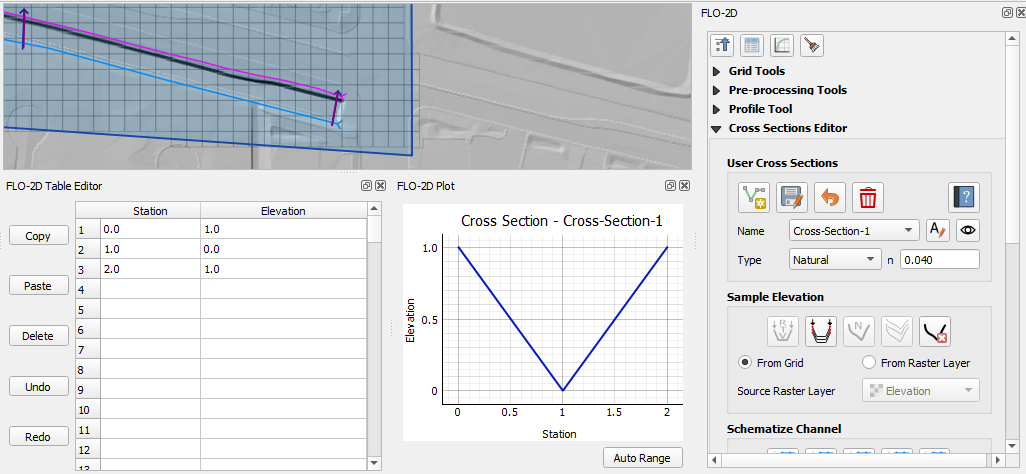 FLO-2D
Grid Tools
Pre-processing Tools
Profile Tool
Cross Sections Editor
User Cross Sections
Name Cross-Section-1
Type Natural n 0.040
Sample Elevation
From Grid From Raster Layer
Source Raster Layer Elevation
Schematize Channel
FLO-2D Table Editor
Copy
Paste
Delete
Undo
Redo
Station Elevation
1 0.0 1.0
2 1.0 0.0
3 2.0 1.0
4
5
6
7
8
9
10
11
12
FLO-2D Plot
Cross Section - Cross-Section-1
1.0
0.5
0
Elevation
0 0.5 1 1.5 2
Station
Auto Range